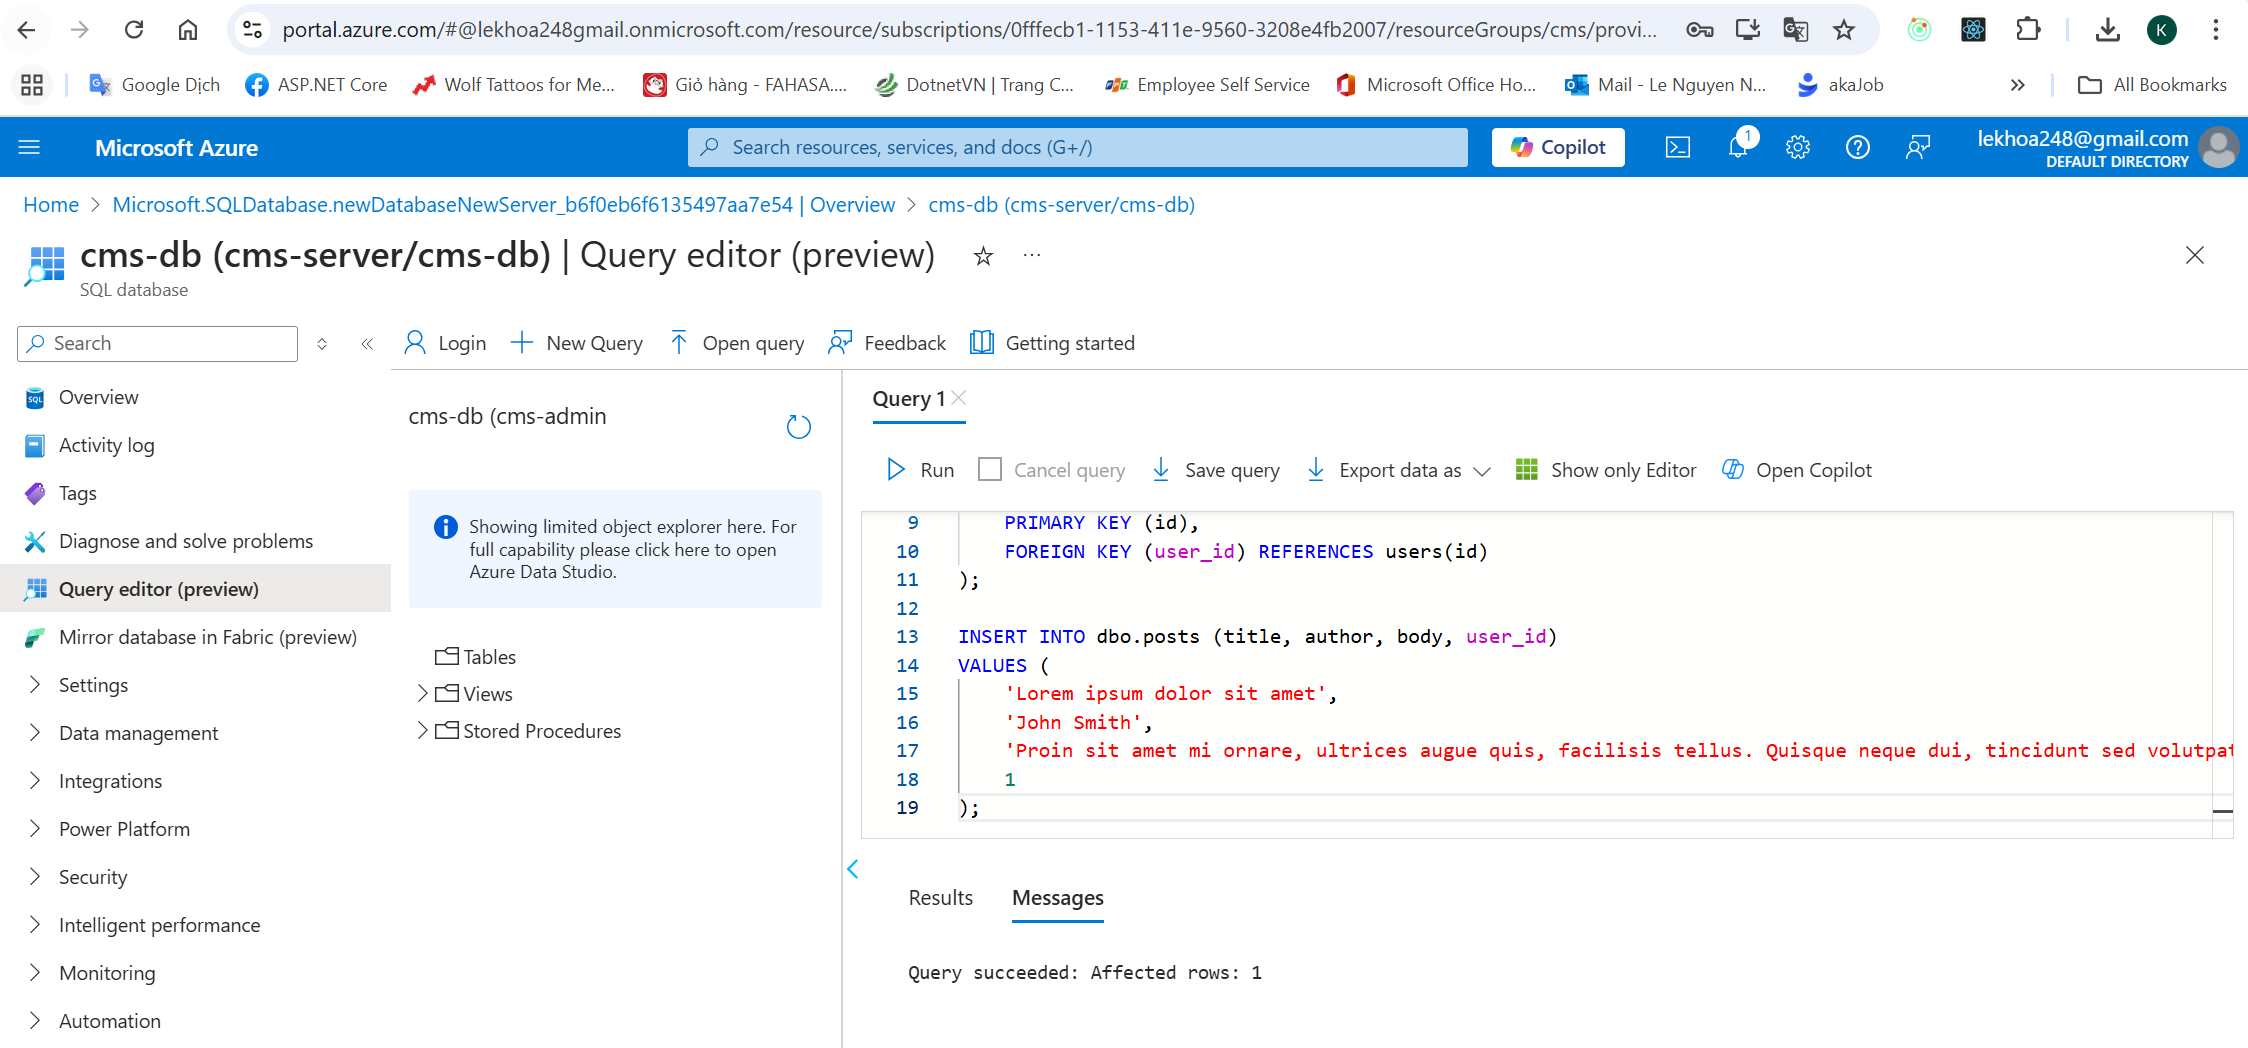 portal.azure.com/#@lekhoa248gmail.onmicrosoft.com/resource/subscriptions/0fffecb1-1153-411e-9560-3208e4fb2007/resourceGroups/cms/provi...
K
Google Dịch
ASP.NET Core
Wolf Tattoos for Me...
Giỏ hàng - FAHASA....
DotnetVN | Trang C...
Employee Self Service
Microsoft Office Ho...
Mail - Le Nguyen N...
akaJob
All Bookmarks
Microsoft Azure
Search resources, services, and docs (G+/)
Copilot
1
lekhoa248@gmail.com
DEFAULT DIRECTORY
Home > Microsoft.SQLDatabase.newDatabaseNewServer_b6f0eb6f6135497aa7e54 | Overview > cms-db (cms-server/cms-db)
cms-db (cms-server/cms-db) | Query editor (preview)
SQL database
Search
Login
New Query
Open query
Feedback
Getting started
Overview
Activity log
Tags
Diagnose and solve problems
Query editor (preview)
Mirror database in Fabric (preview)
Settings
Data management
Integrations
Power Platform
Security
Intelligent performance
Monitoring
Automation
cms-db (cms-admin
Showing limited object explorer here. For
full capability please click here to open
Azure Data Studio.
Tables
Views
Stored Procedures
Query 1
Run
Cancel query
Save query
Export data as
Show only Editor
Open Copilot
9 PRIMARY KEY (id),
10 FOREIGN KEY (user_id) REFERENCES users(id)
11 );
12
13 INSERT INTO dbo.posts (title, author, body, user_id)
14 VALUES (
15 'Lorem ipsum dolor sit amet',
16 'John Smith',
17 'Proin sit amet mi ornare, ultrices augue quis, facilisis tellus. Quisque neque dui, tincidunt sed volutpat
18 1
19 );
Results
Messages
Query succeeded: Affected rows: 1